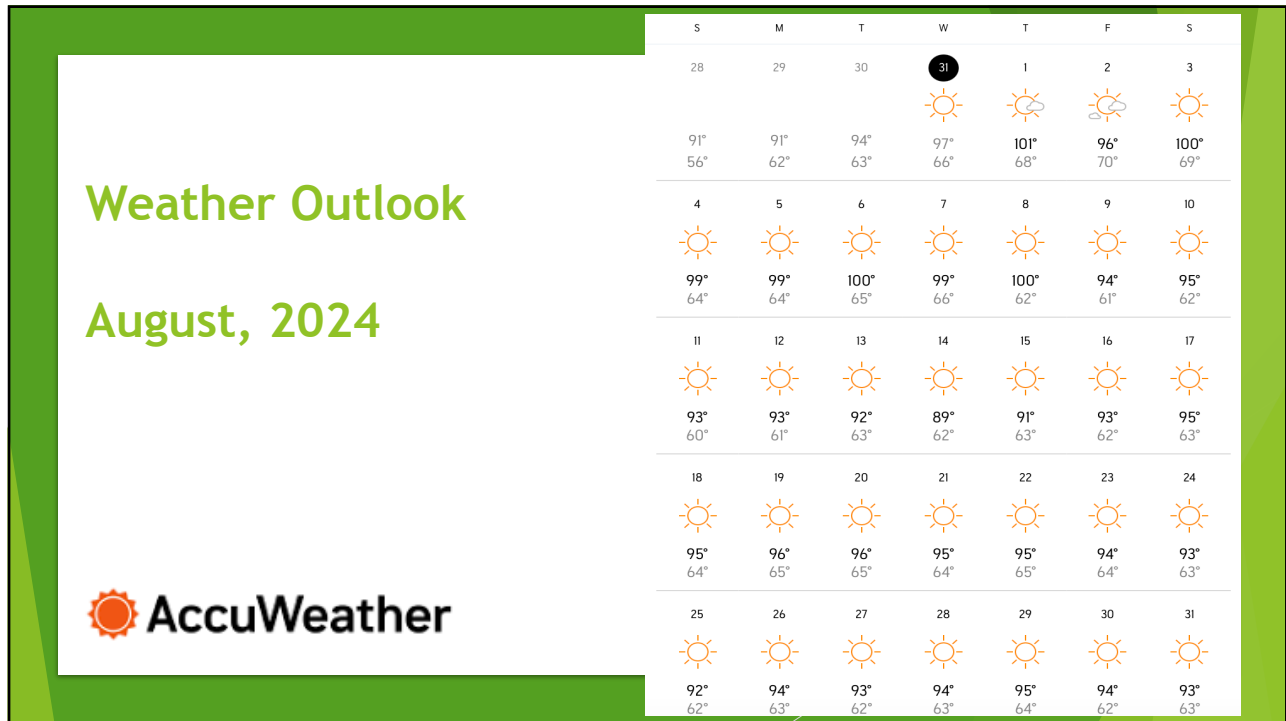 Weather Outlook
August, 2024
AccuWeather
S M T W T F S
28 29 30 31 1 2 3
91° 91° 94° 97° 101° 96° 100°
56° 62° 63° 66° 68° 70° 69°
4 5 6 7 8 9 10
99° 99° 100° 99° 100° 94° 95°
64° 64° 65° 66° 62° 61° 62°
11 12 13 14 15 16 17
93° 93° 92° 89° 91° 93° 95°
60° 61° 63° 62° 63° 62° 63°
18 19 20 21 22 23 24
95° 96° 96° 95° 95° 94° 93°
64° 65° 65° 64° 65° 64° 63°
25 26 27 28 29 30 31
92° 94° 93° 94° 95° 94° 93°
62° 63° 62° 63° 64° 62° 63°